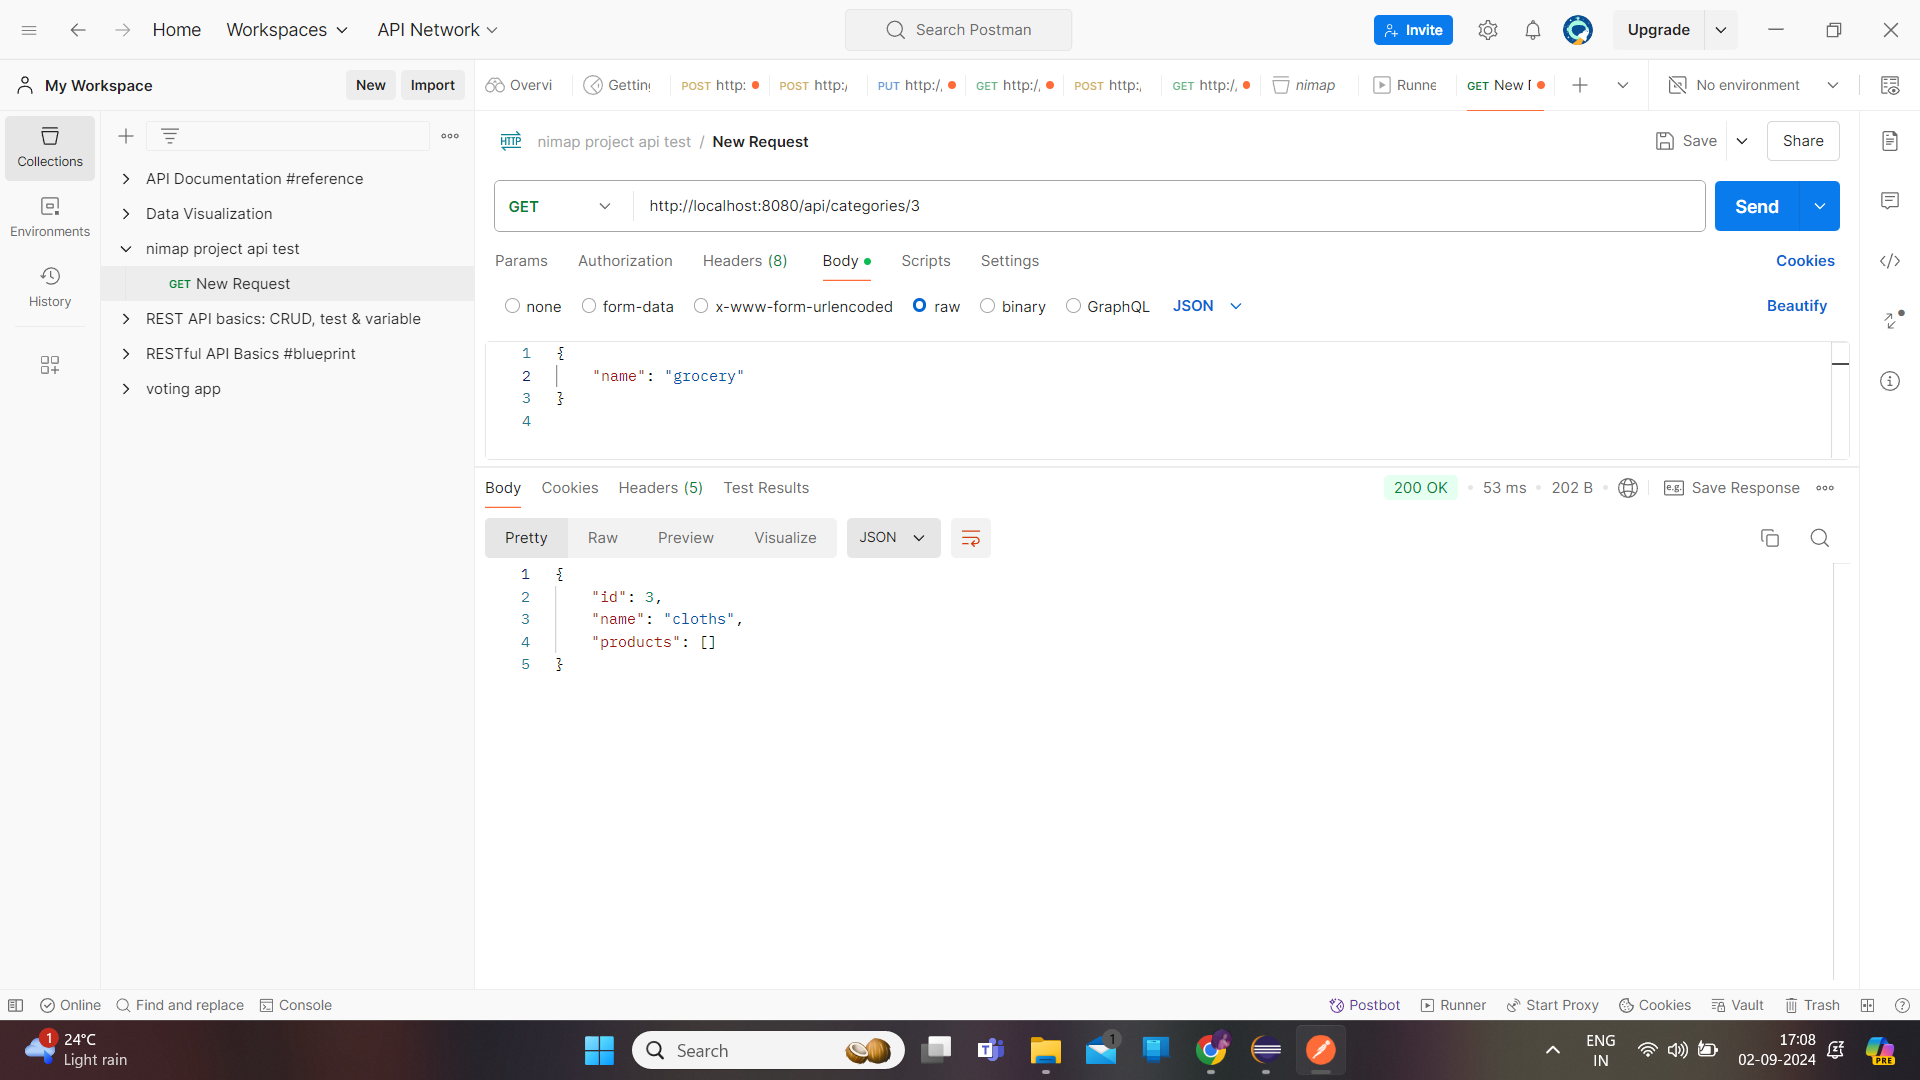 Home Workspaces API Network Search Postman Invite Upgrade
My Workspace New Import Overvi Getting POST http: POST http:/ PUT http:/, GET http:/, POST http:, GET http:/, nimap Runne GET New No environment
Collections
Environments
History
API Documentation #reference
Data Visualization
nimap project api test
GET New Request
REST API basics: CRUD, test & variable
RESTful API Basics #blueprint
voting app
HTTP nimap project api test / New Request Save Share
GET http://localhost:8080/api/categories/3 Send
Params Authorization Headers (8) Body Scripts Settings Cookies
none form-data x-www-form-urlencoded raw binary GraphQL JSON Beautify
1 {
2 "name": "grocery"
3 }
4
Body Cookies Headers (5) Test Results 200 OK 53 ms 202 B e.g. Save Response
Pretty Raw Preview Visualize JSON
1 {
2 "id": 3,
3 "name": "cloths",
4 "products": []
5 }
Online Find and replace Console Postbot Runner Start Proxy Cookies Vault Trash
1 24°C
Light rain
Search
1
ENG
IN
17:08
02-09-2024
PRE